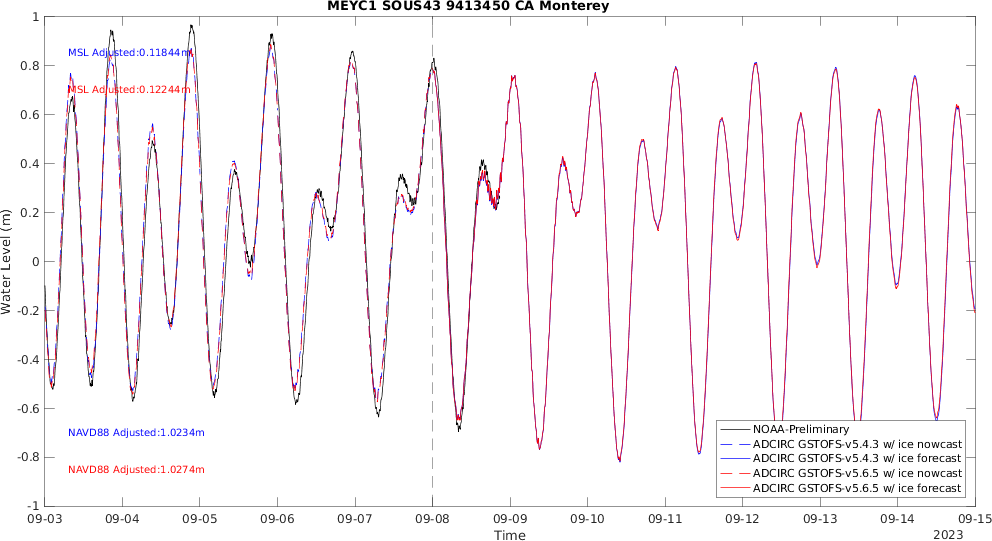 MEYC1 SOUS43 9413450 CA Monterey
1
0.8
0.6
0.4
0.2
0
-0.2
-0.4
-0.6
-0.8
-1
Water Level (m)
MSL Adjusted:0.11844m
MSL Adjusted:0.12244m
NAVD88 Adjusted:1.0234m
NAVD88 Adjusted:1.0274m
NOAA-Preliminary
ADCIRC GSTOFS-v5.4.3 w/ ice nowcast
ADCIRC GSTOFS-v5.4.3 w/ ice forecast
ADCIRC GSTOFS-v5.6.5 w/ ice nowcast
ADCIRC GSTOFS-v5.6.5 w/ ice forecast
09-03 09-04 09-05 09-06 09-07 09-08 09-09 09-10 09-11 09-12 09-13 09-14 09-15
Time
2023